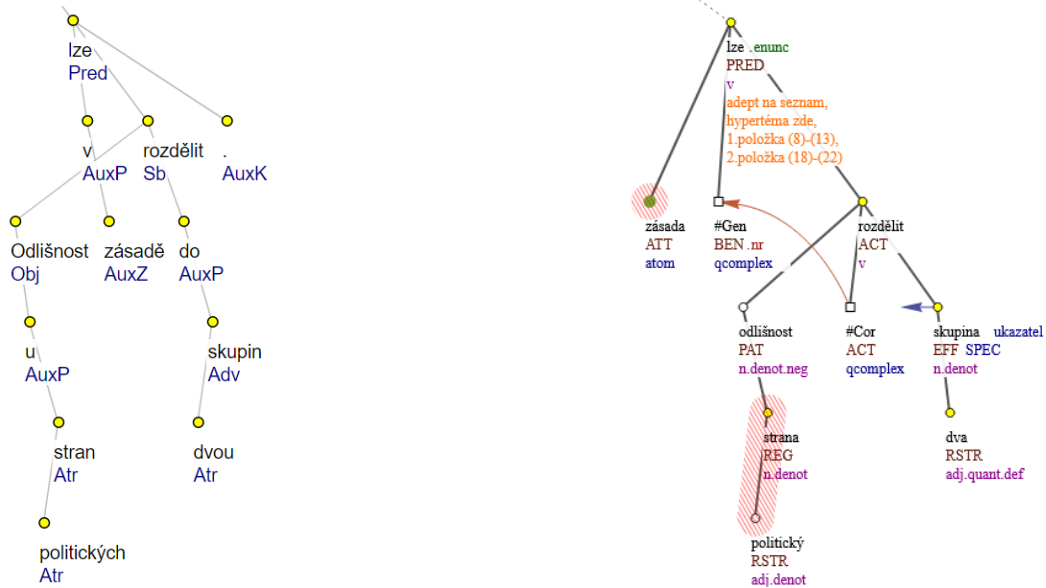 lze
Pred
v
AuxP
rozdělit
Sb
.
AuxK
Odlišnost
Obj
zásadě
AuxZ
do
AuxP
u
AuxP
skupin
Adv
stran
Atr
dvou
Atr
politických
Atr
lze .enunc
PRED
v
adept na seznam,
hypertéma zde,
1.položka (8)-(13),
2.položka (18)-(22)
zásada
ATT
atom
#Gen
BEN .nr
qcomplex
rozdělit
ACT
v
odlišnost
PAT
n.denot.neg
#Cor
ACT
qcomplex
skupina ukazatel
EFF SPEC
n.denot
strana
REG
n.denot
dva
RSTR
adj.quant.def
politický
RSTR
adj.denot